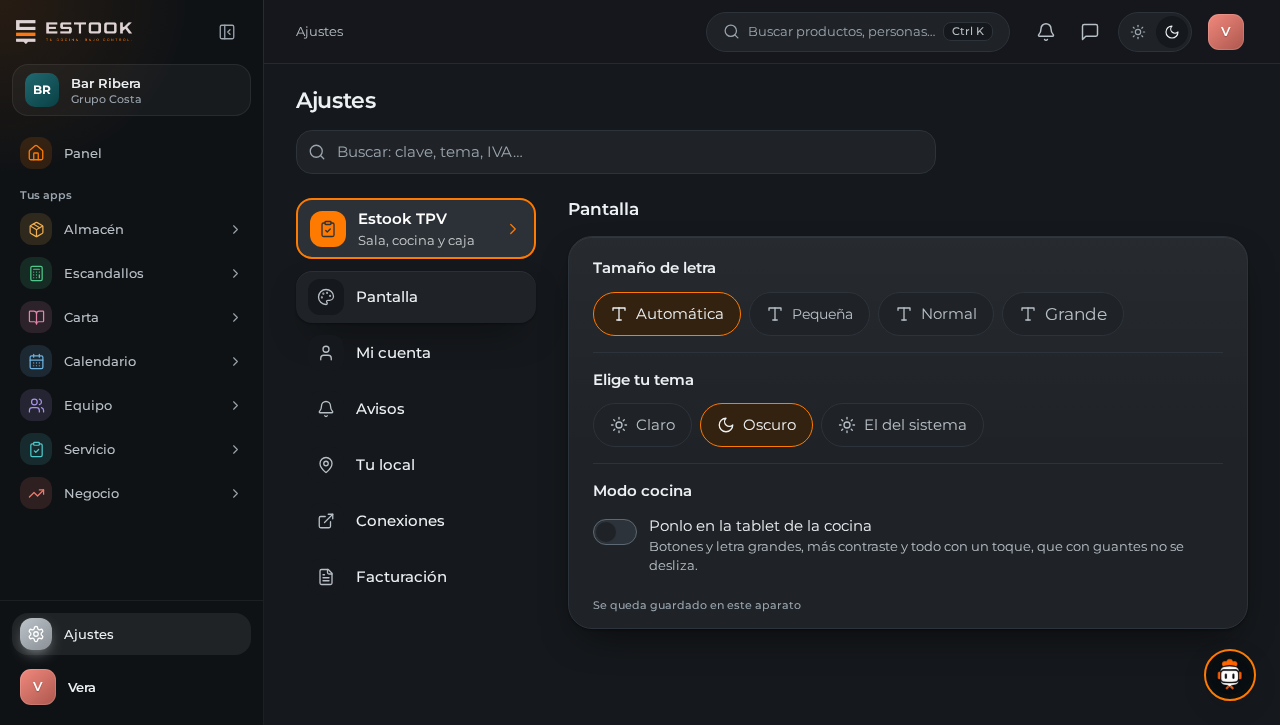 ESTOOK
TU COCINA, BAJO CONTROL.
BR
Bar Ribera
Grupo Costa
Panel
Tus apps
Almacén
Escandallos
Carta
Calendario
Equipo
Servicio
Negocio
Ajustes
V
Vera
Ajustes
Buscar productos, personas...
Ctrl K
V
Ajustes
Buscar: clave, tema, IVA...
Estook TPV
Sala, cocina y caja
Pantalla
Mi cuenta
Avisos
Tu local
Conexiones
Facturación
Pantalla
Tamaño de letra
Automática
Pequeña
Normal
Grande
Elige tu tema
Claro
Oscuro
El del sistema
Modo cocina
Ponlo en la tablet de la cocina
Botones y letra grandes, más contraste y todo con un toque, que con guantes no se
desliza.
Se queda guardado en este aparato